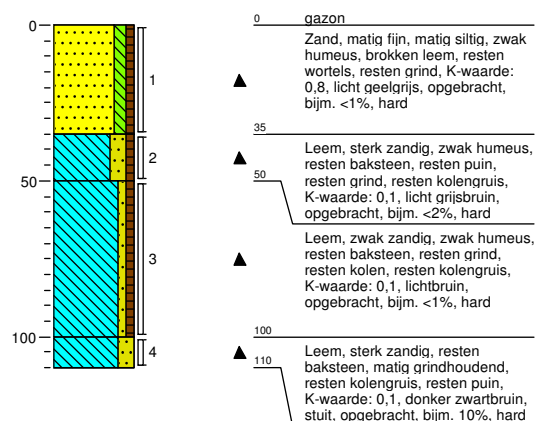 0
50
100
1
2
3
4
0 gazon
Zand, matig fijn, matig siltig, zwak
humeus, brokken leem, resten
wortels, resten grind, K-waarde:
0,8, licht geelgrijs, opgebracht,
bijm. <1%, hard
35
Leem, sterk zandig, zwak humeus,
resten baksteen, resten puin,
resten grind, resten kolengruis,
K-waarde: 0,1, licht grijsbruin,
opgebracht, bijm. <2%, hard
50
Leem, zwak zandig, zwak humeus,
resten baksteen, resten grind,
resten kolen, resten kolengruis,
K-waarde: 0,1, lichtbruin,
opgebracht, bijm. <1%, hard
100
Leem, sterk zandig, resten
baksteen, matig grindhoudend,
resten kolengruis, resten puin,
K-waarde: 0,1, donker zwartbruin,
stuit, opgebracht, bijm. 10%, hard
110